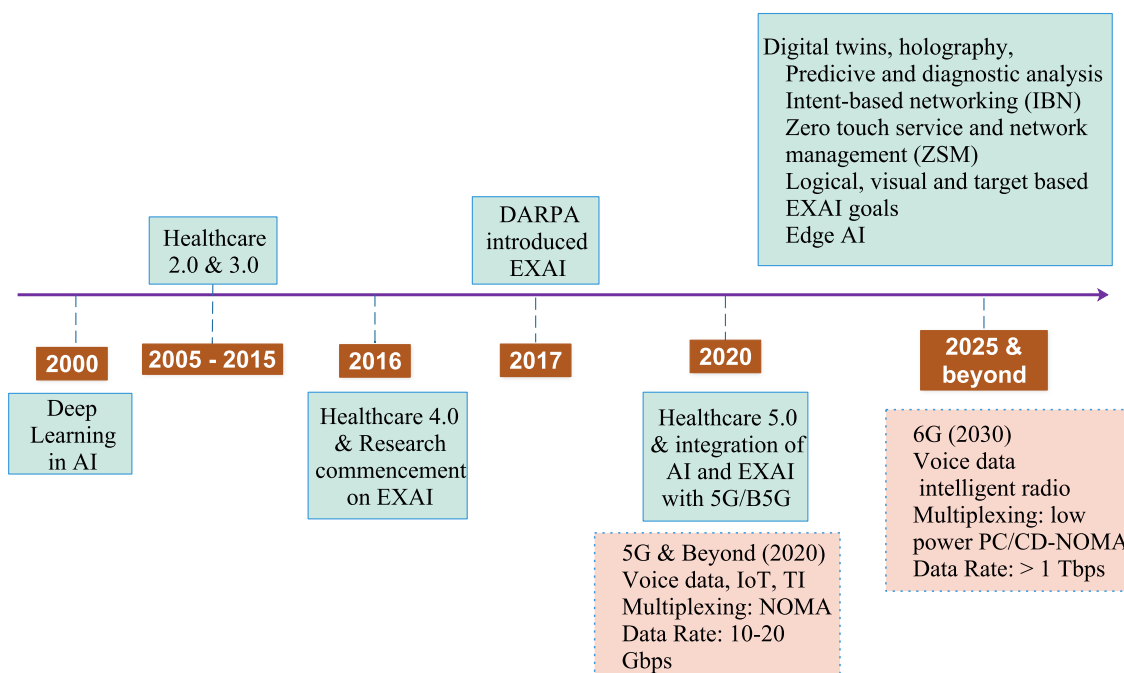 Digital twins, holography,
Predicive and diagnostic analysis
Intent-based networking (IBN)
Zero touch service and network
management (ZSM)
Logical, visual and target based
EXAI goals
Edge AI
Healthcare
2.0 & 3.0
DARPA
introduced
EXAI
2000
2005 - 2015
2016
2017
2020
2025 &
beyond
Deep
Learning
in AI
Healthcare 4.0
& Research
commencement
on EXAI
Healthcare 5.0
& integration of
AI and EXAI
with 5G/B5G
5G & Beyond (2020)
Voice data, IoT, TI
Multiplexing: NOMA
Data Rate: 10-20
Gbps
6G (2030)
Voice data
intelligent radio
Multiplexing: low
power PC/CD-NOMA
Data Rate: > 1 Tbps